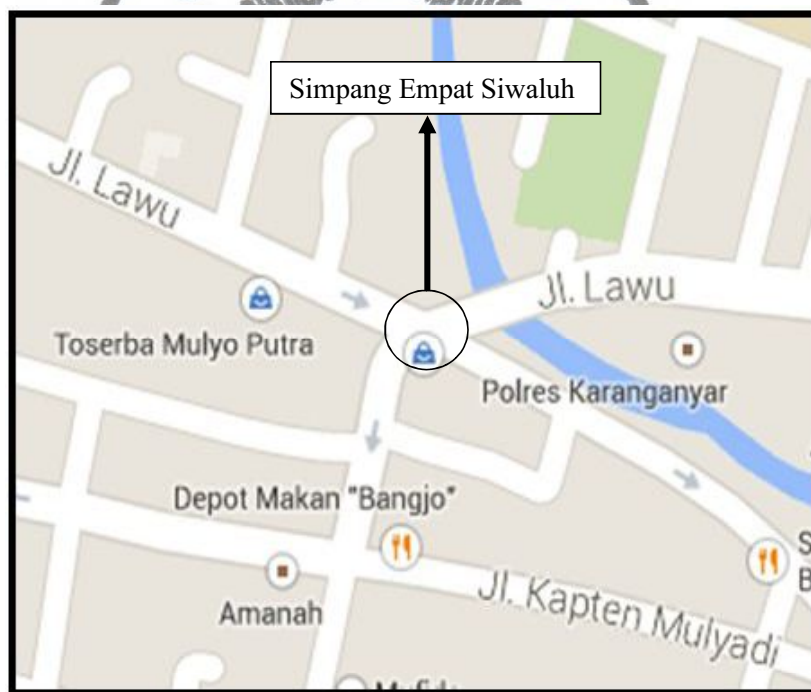 Simpang Empat Siwaluh
Jl. Lawu
Jl. Lawu
Toserba Mulyo Putra
Polres Karanganyar
Depot Makan "Bangjo"
S
B
Amanah
Jl. Kapten Mulyadi